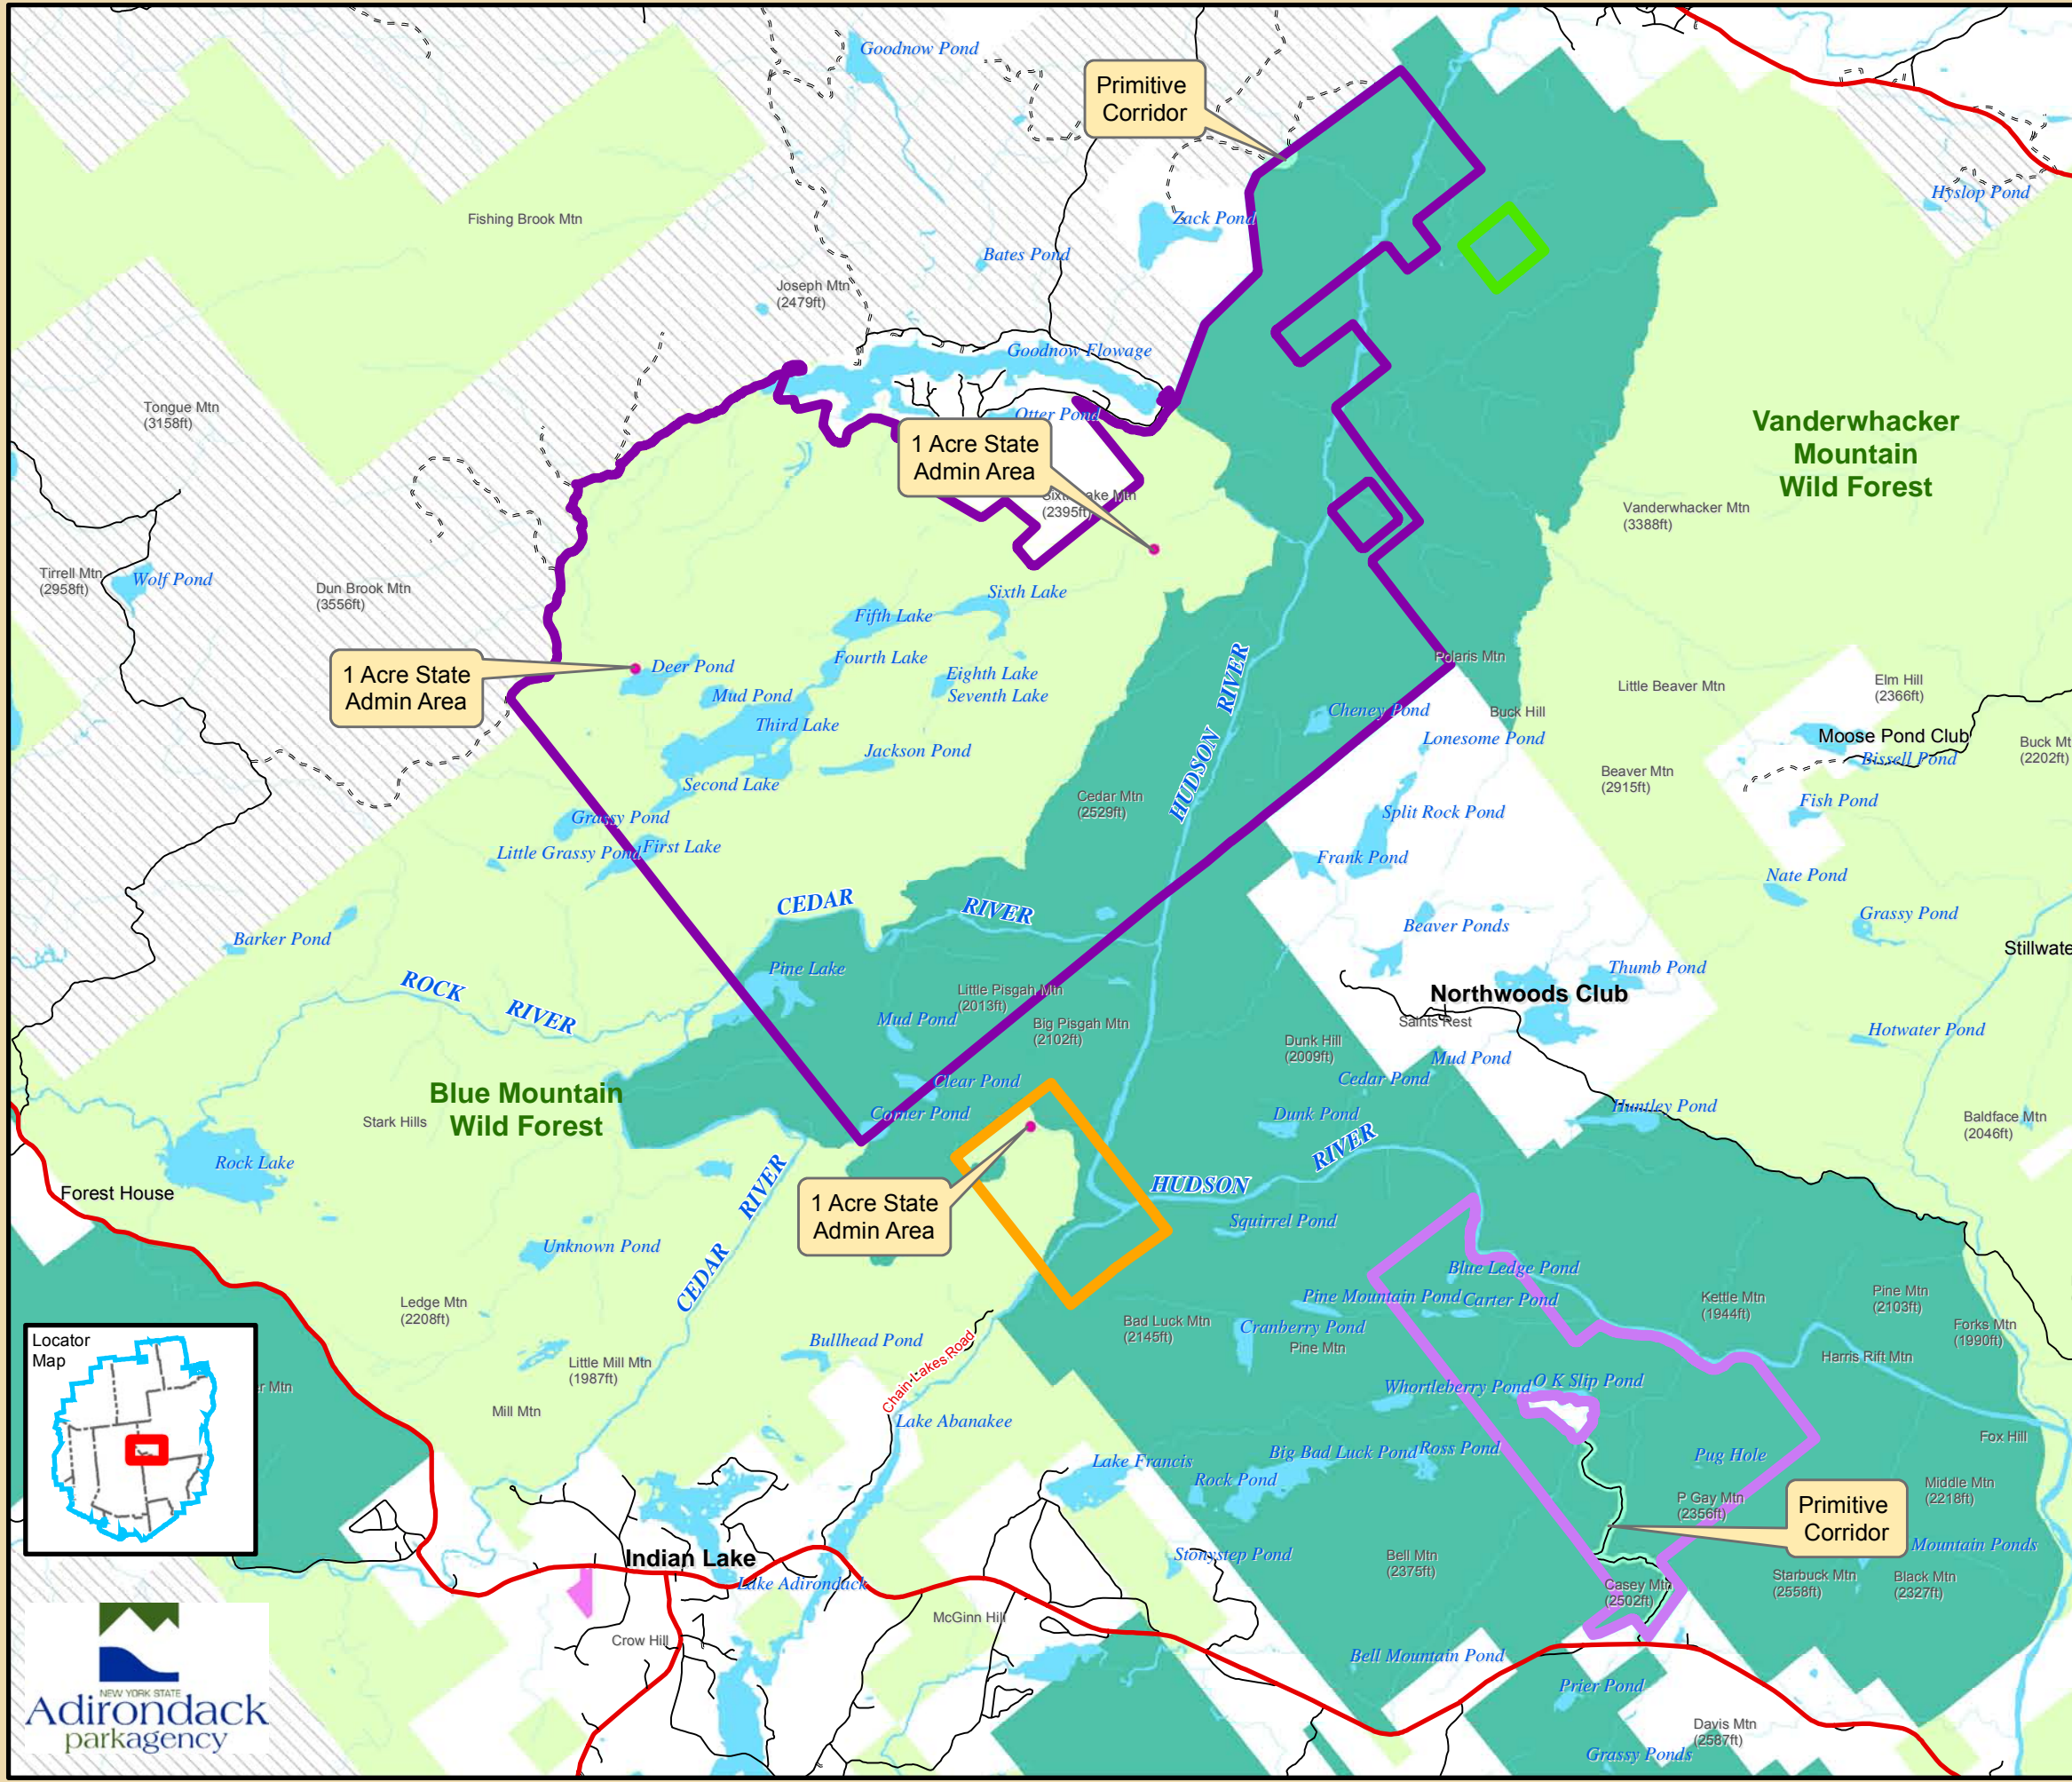 Goodnow Pond
Primitive
Corridor
Hyslop Pond
Fishing Brook Mtn
Zack Pond
Bates Pond
Joseph Mtn
(2479ft)
Goodnow Flowage
Tongue Mtn
(3158ft)
Otter Pond
1 Acre State
Admin Area
Vanderwhacker
Mountain
Wild Forest
(2395ft)
Vanderwhacker Mtn
(3388ft)
Tirrell Mtn
(2958ft)
Wolf Pond
Dun Brook Mtn
(3556ft)
Sixth Lake
Fifth Lake
Fourth Lake
1 Acre State
Admin Area
Deer Pond
Mud Pond
Eighth Lake
Seventh Lake
Third Lake
Jackson Pond
Second Lake
HUDSON RIVER
Polaris Mtn
Little Beaver Mtn
Elm Hill
(2366ft)
Cheney Pond
Buck Hill
Lonesome Pond
Moose Pond Club
Bissell Pond
(2202ft)
Beaver Mtn
(2915ft)
Fish Pond
Cedar Mtn
(2529ft)
Split Rock Pond
Grassy Pond
Little Grassy Pond
First Lake
Frank Pond
Nate Pond
CEDAR RIVER
Grassy Pond
Beaver Ponds
Barker Pond
Stillwate
ROCK RIVER
Pine Lake
Thumb Pond
Little Pisgah Mtn
(2013ft)
Northwoods Club
Mud Pond
Big Pisgah Mtn
(2102ft)
Saints Rest
Hotwater Pond
Dunk Hill
(2009ft)
Mud Pond
Cedar Pond
Clear Pond
Blue Mountain
Wild Forest
Corner Pond
Dunk Pond
Huntley Pond
Stark Hills
Baldface Mtn
(2046ft)
Rock Lake
Forest House
CEDAR RIVER
HUDSON RIVER
1 Acre State
Admin Area
Squirrel Pond
Unknown Pond
Blue Ledge Pond
Pine Mountain Pond
Carter Pond
Kettle Mtn
(1944ft)
Pine Mtn
(2103ft)
Ledge Mtn
(2208ft)
Bad Luck Mtn
(2145ft)
Cranberry Pond
Pine Mtn
Forks Mtn
(1990ft)
Harris Rift Mtn
Locator
Map
Bullhead Pond
Chain Lakes Road
Little Mill Mtn
(1987ft)
Whortleberry Pond
O K Slip Pond
Mill Mtn
Lake Abanakee
Fox Hill
Lake Francis
Big Bad Luck Pond
Ross Pond
Pug Hole
Rock Pond
Middle Mtn
(2218ft)
P Gay Mtn
(2356ft)
Primitive
Corridor
Mountain Ponds
Indian Lake
Lake Adirondack
Stonystep Pond
Bell Mtn
(2375ft)
Casey Mtn
(2502ft)
Starbuck Mtn
(2558ft)
Black Mtn
(2327ft)
McGinn Hill
Crow Hill
Bell Mountain Pond
Prier Pond
Davis Mtn
(2587ft)
Grassy Ponds
NEW YORK STATE
Adirondack
parkagency